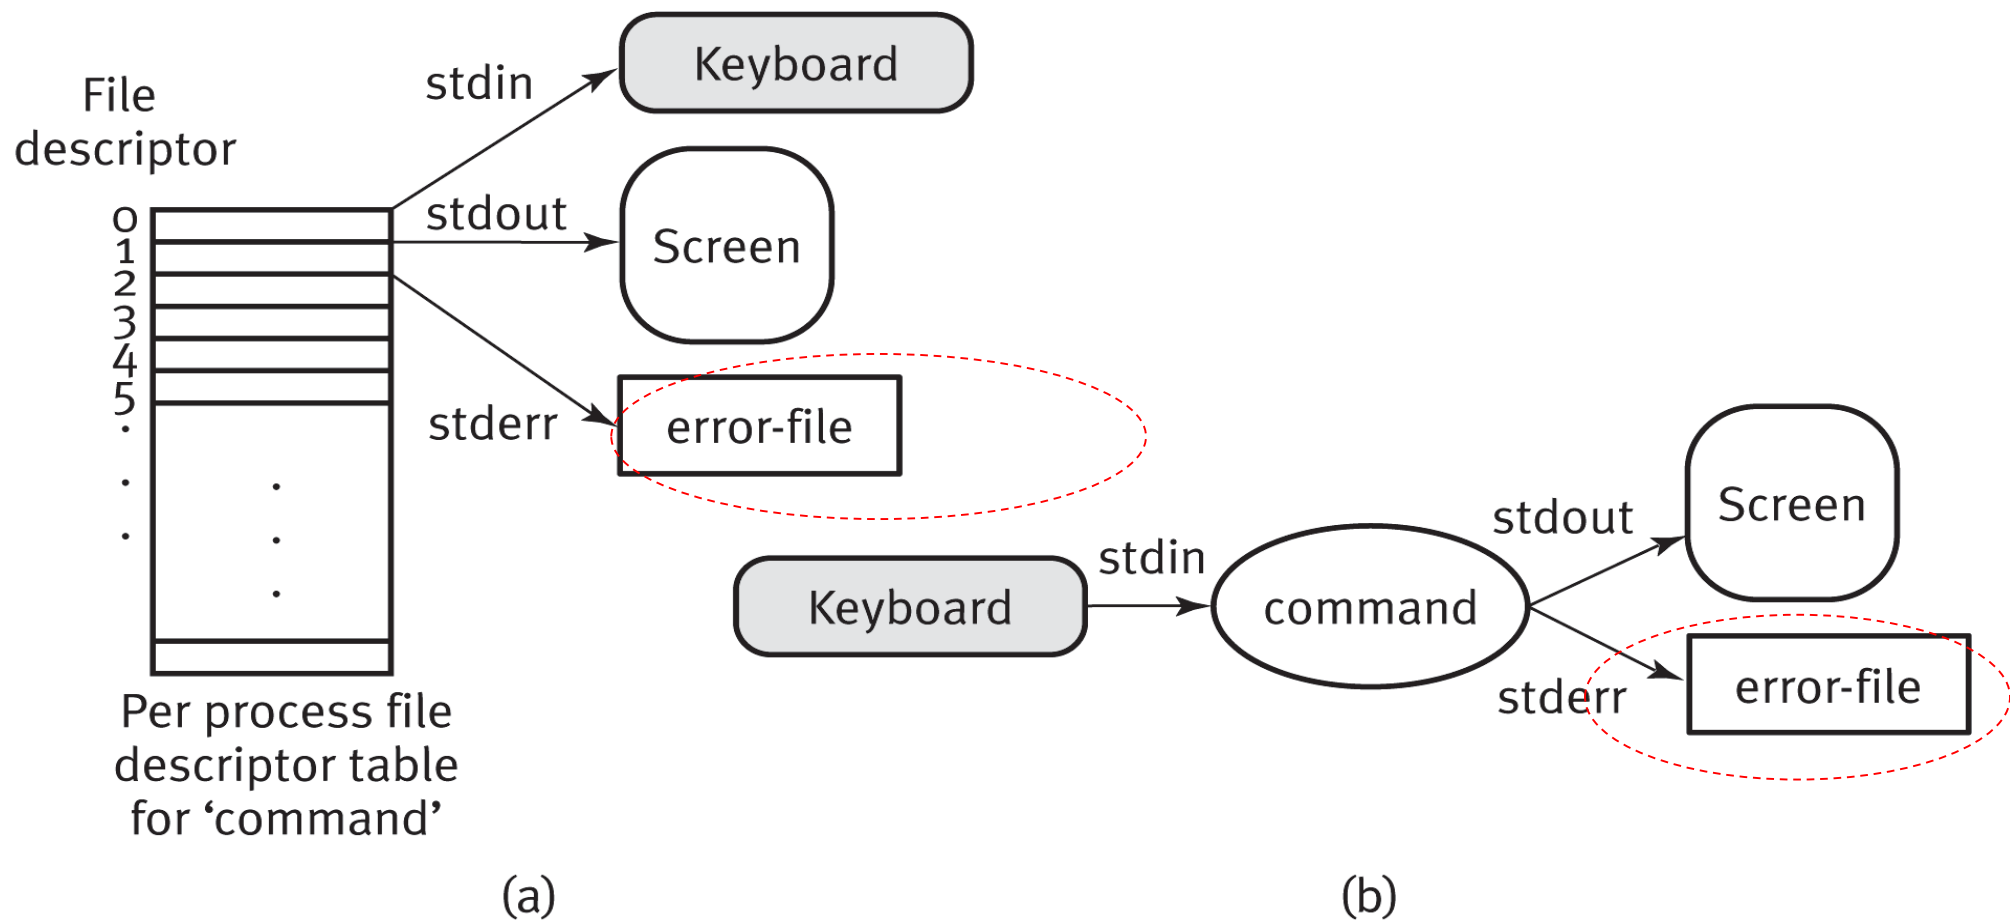 File
descriptor
0
1
2
3
4
5
stdin
Keyboard
stdout
Screen
stderr
error-file
Per process file
descriptor table
for ‘command’
(a)
Keyboard
stdin
command
stdout
Screen
stderr
error-file
(b)